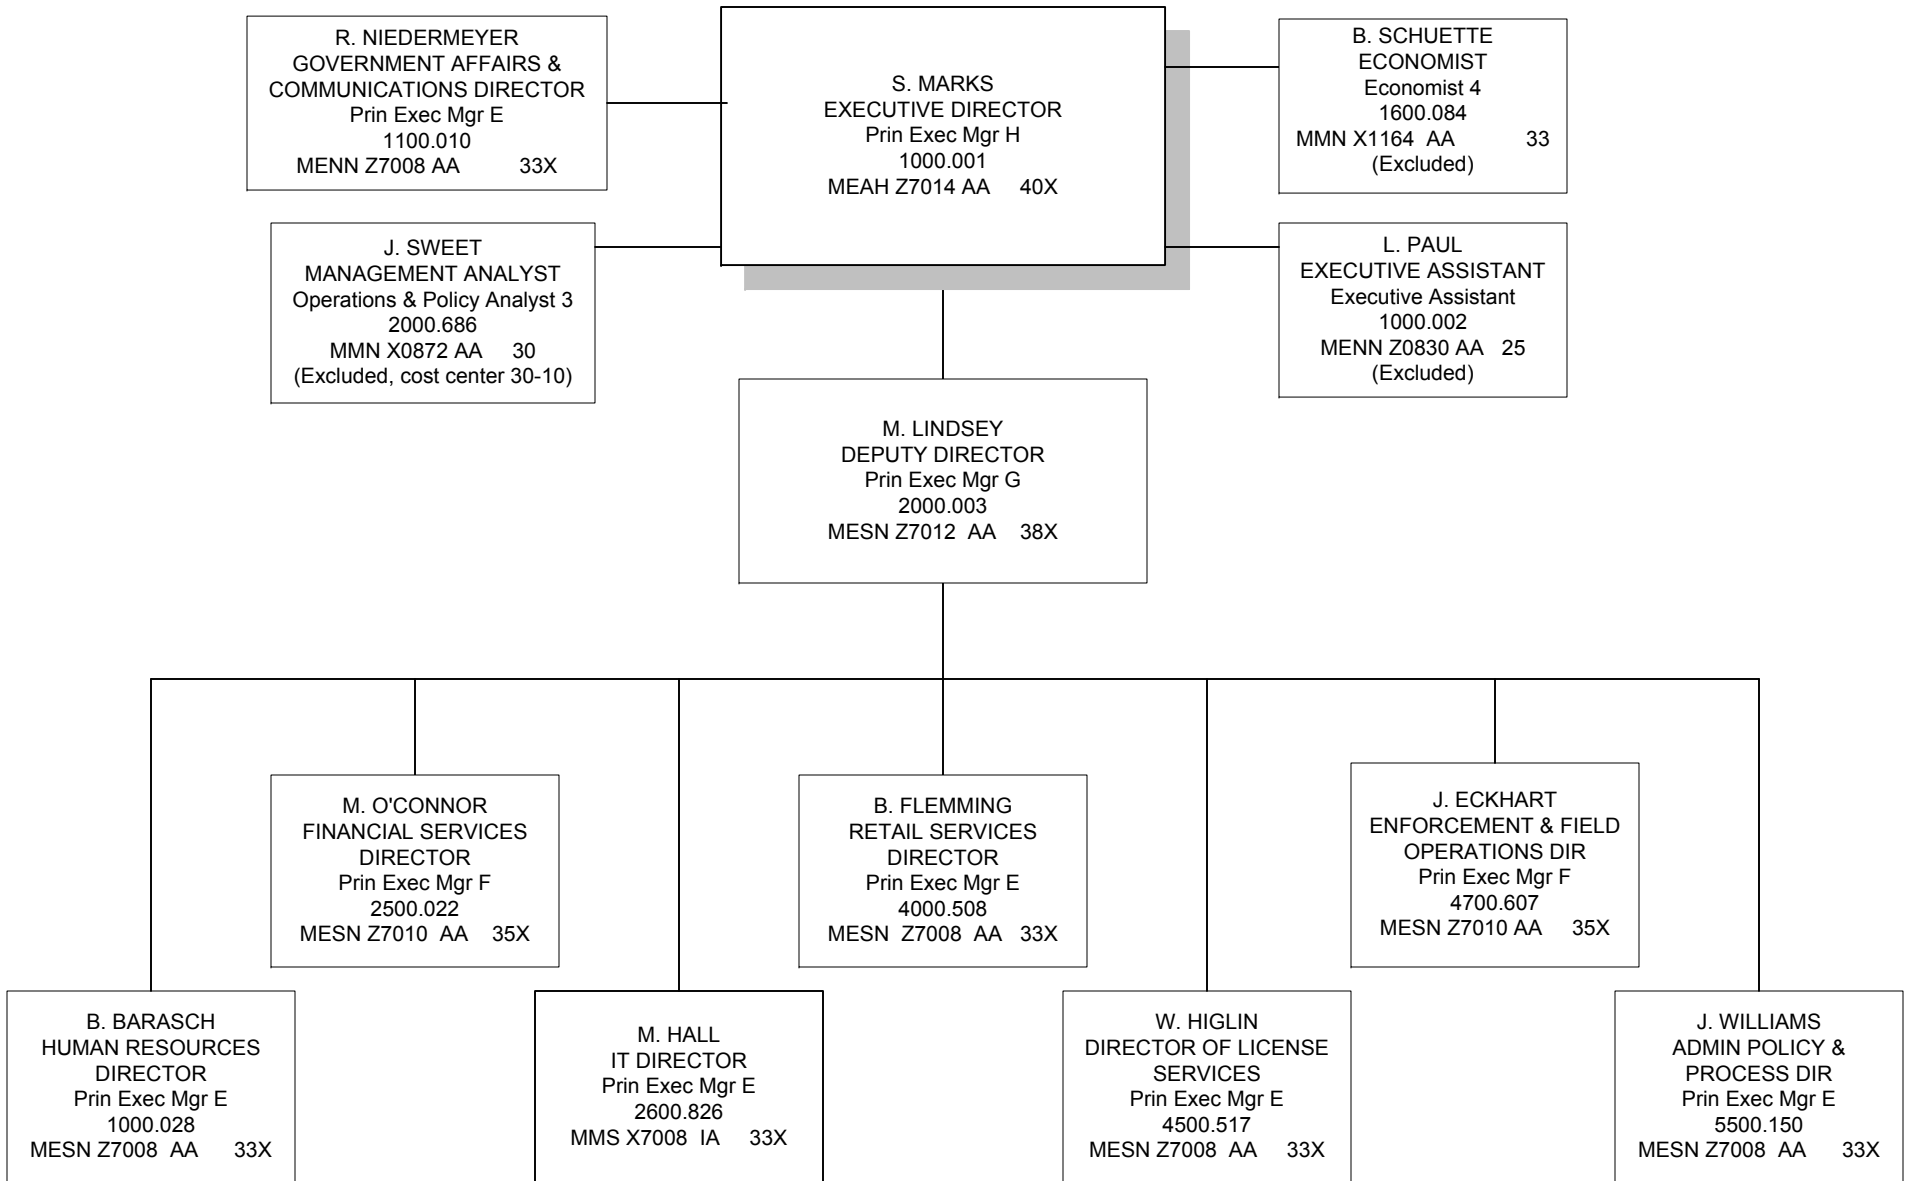 R. NIEDERMEYER
GOVERNMENT AFFAIRS &
COMMUNICATIONS DIRECTOR
Prin Exec Mgr E
1100.010
MENN Z7008 AA 33X
S. MARKS
EXECUTIVE DIRECTOR
Prin Exec Mgr H
1000.001
MEAH Z7014 AA 40X
B. SCHUETTE
ECONOMIST
Economist 4
1600.084
MMN X1164 AA 33
(Excluded)
J. SWEET
MANAGEMENT ANALYST
Operations & Policy Analyst 3
2000.686
MMN X0872 AA 30
(Excluded, cost center 30-10)
L. PAUL
EXECUTIVE ASSISTANT
Executive Assistant
1000.002
MENN Z0830 AA 25
(Excluded)
M. LINDSEY
DEPUTY DIRECTOR
Prin Exec Mgr G
2000.003
MESN Z7012 AA 38X
M. O'CONNOR
FINANCIAL SERVICES
DIRECTOR
Prin Exec Mgr F
2500.022
MESN Z7010 AA 35X
B. FLEMMING
RETAIL SERVICES
DIRECTOR
Prin Exec Mgr E
4000.508
MESN Z7008 AA 33X
J. ECKHART
ENFORCEMENT & FIELD
OPERATIONS DIR
Prin Exec Mgr F
4700.607
MESN Z7010 AA 35X
B. BARASCH
HUMAN RESOURCES
DIRECTOR
Prin Exec Mgr E
1000.028
MESN Z7008 AA 33X
M. HALL
IT DIRECTOR
Prin Exec Mgr E
2600.826
MMS X7008 IA 33X
W. HIGLIN
DIRECTOR OF LICENSE
SERVICES
Prin Exec Mgr E
4500.517
MESN Z7008 AA 33X
J. WILLIAMS
ADMIN POLICY &
PROCESS DIR
Prin Exec Mgr E
5500.150
MESN Z7008 AA 33X